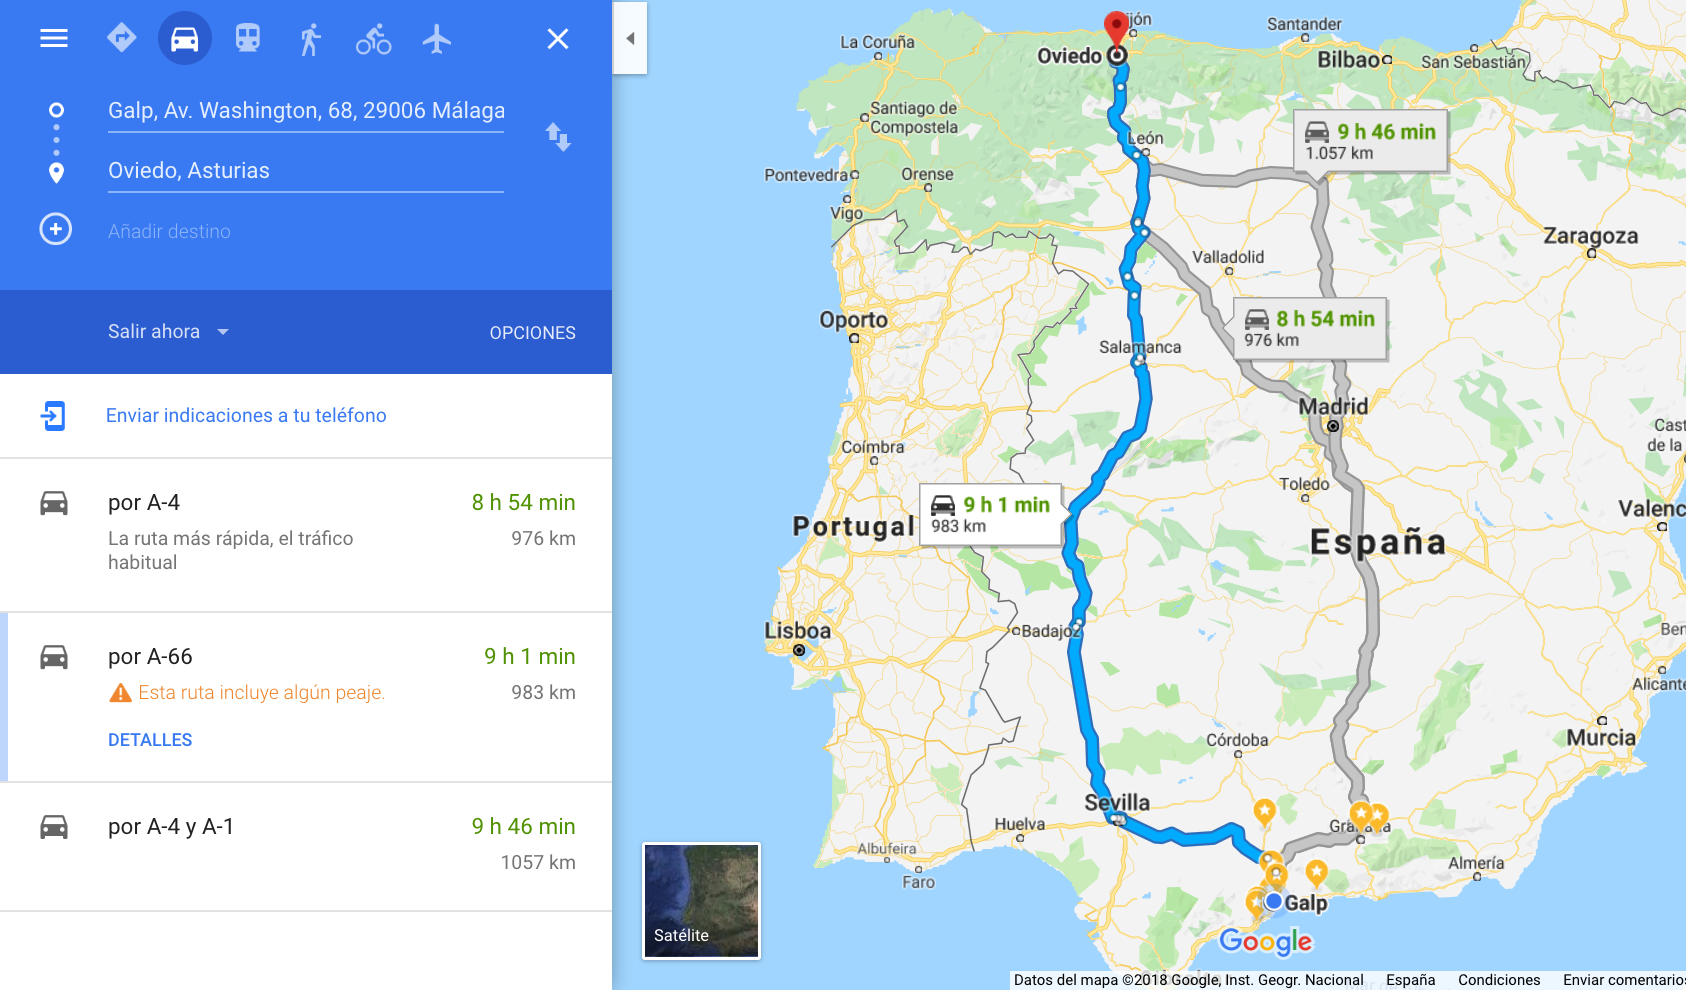 Galp, Av. Washington, 68, 29006 Málaga
Oviedo, Asturias
Añadir destino
Salir ahora
OPCIONES
Enviar indicaciones a tu teléfono
por A-4
8 h 54 min
La ruta más rápida, el tráfico
habitual
976 km
por A-66
9 h 1 min
Esta ruta incluye algún peaje.
983 km
DETALLES
por A-4 y A-1
9 h 46 min
1057 km
Satélite
La Coruña
Oviedo
jón
Santander
Bilbao
San Sebastián
Santiago de
Compostela
León
9 h 46 min
1.057 km
Pontevedra
Orense
Vigo
Zaragoza
Valladolid
Oporto
8 h 54 min
976 km
Salamanca
Madrid
Coímbra
Cast
de la
Toledo
9 h 1 min
983 km
Portugal
Valenc
España
Lisboa
Badajoz
Ben
Alicante
Murcia
Córdoba
Sevilla
Huelva
Albufeira
Faro
Almería
Galp
Google
Datos del mapa ©2018 Google, Inst. Geogr. Nacional
España
Condiciones
Enviar comentarios